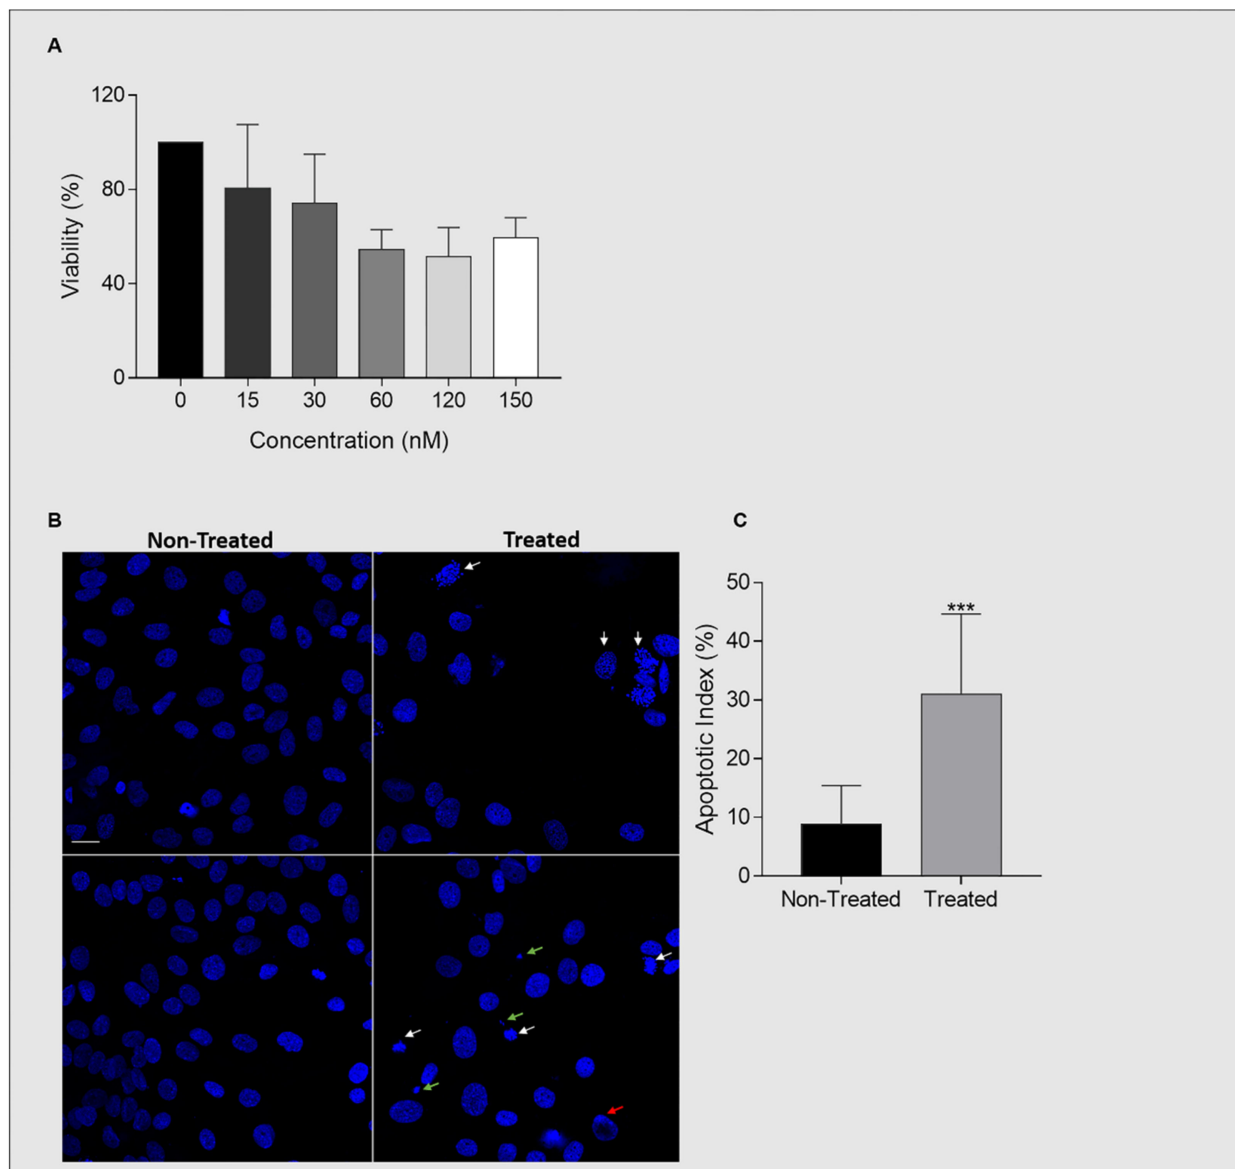 A
120
80
40
0
Viability (%)
0 15 30 60 120 150
Concentration (nM)
B
Non-Treated Treated
C
50
40
30
20
10
0
Apoptotic Index (%)
***
Non-Treated Treated